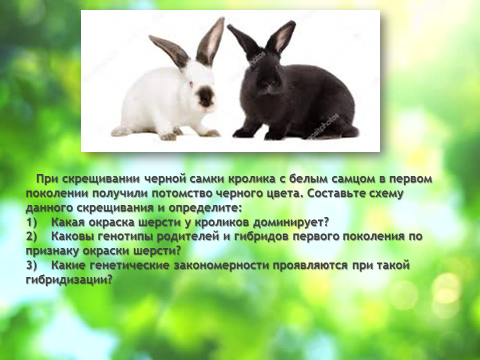 При скрещивании черной самки кролика с белым самцом в первом
поколении получили потомство черного цвета. Составьте схему
данного скрещивания и определите:
1) Какая окраска шерсти у кроликов доминирует?
2) Каковы генотипы родителей и гибридов первого поколения по
признаку окраски шерсти?
3) Какие генетические закономерности проявляются при такой
гибридизации?